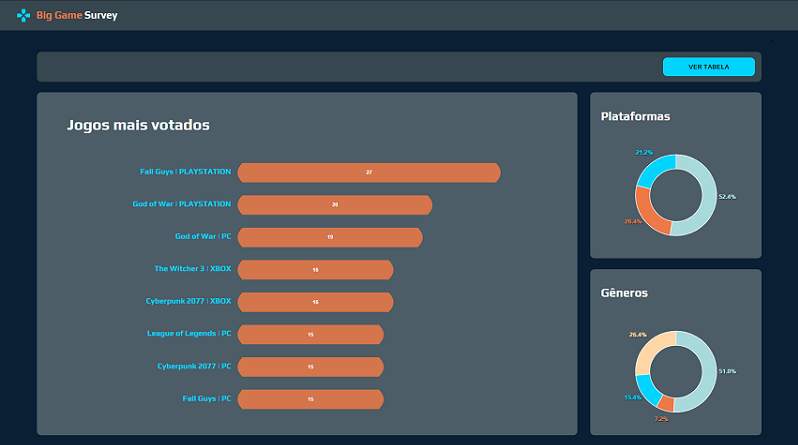 Big Game Survey
VER TABELA
Jogos mais votados
Fall Guys | PLAYSTATION 27
God of War | PLAYSTATION 20
God of War | PC 19
The Witcher 3 | XBOX 16
Cyberpunk 2077 | XBOX 16
League of Legends | PC 15
Cyberpunk 2077 | PC 15
Fall Guys | PC 15
Plataformas
21.2%
52.4%
26.4%
Gêneros
26.4%
51.0%
15.4%
7.2%